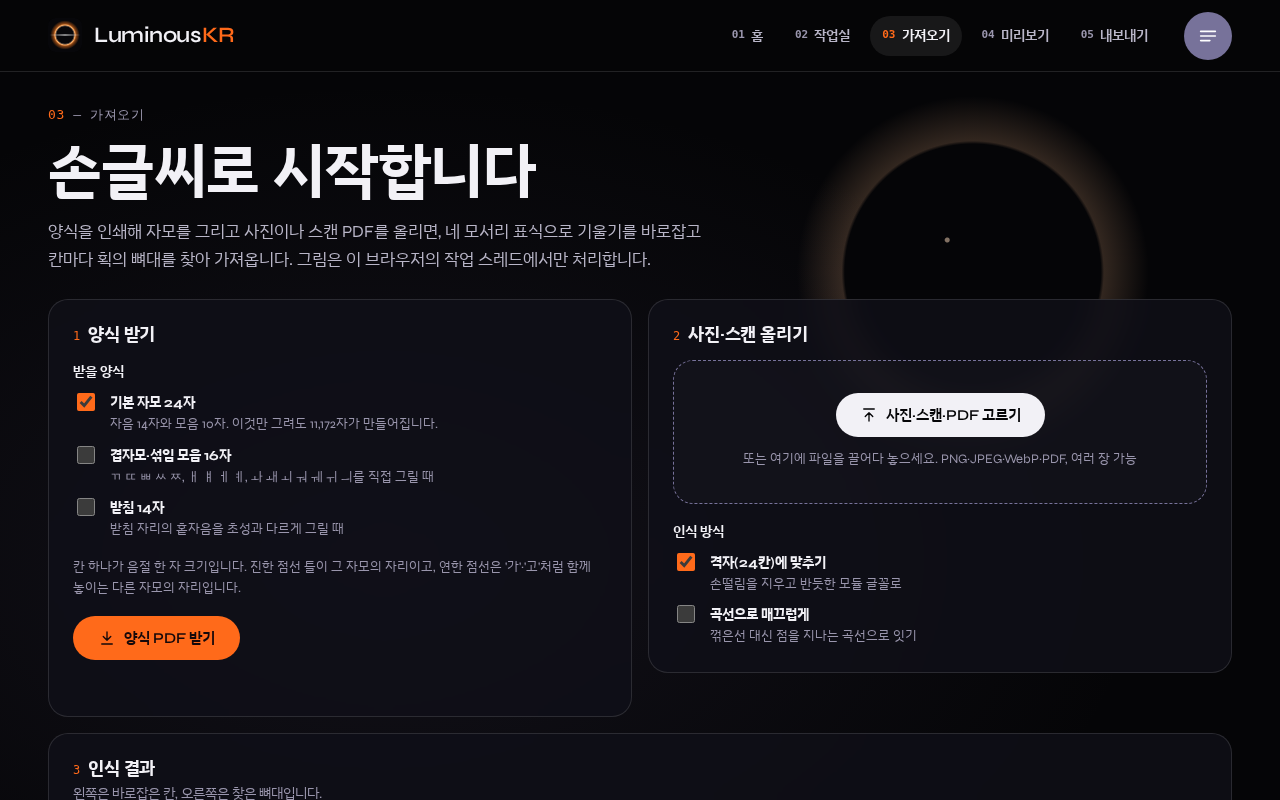 LuminousKR
01 홈
02 작업실
03 가져오기
04 미리보기
05 내보내기
03 — 가져오기
손글씨로 시작합니다
양식을 인쇄해 자모를 그리고 사진이나 스캔 PDF를 올리면, 네 모서리 표식으로 기울기를 바로잡고
칸마다 획의 뼈대를 찾아 가져옵니다. 그림은 이 브라우저의 작업 스레드에서만 처리합니다.
1 양식 받기
받을 양식
기본 자모 24자
자음 14자와 모음 10자. 이것만 그려도 11,172자가 만들어집니다.
겹자모·섞임 모음 16자
ㄲ ㄸ ㅃ ㅆ ㅉ, ㅐ ㅒ ㅔ ㅖ, ㅘ ㅙ ㅚ ㅝ ㅞ ㅟ ㅢ를 직접 그릴 때
받침 14자
받침 자리의 홑자음을 초성과 다르게 그릴 때
칸 하나가 음절 한 자 크기입니다. 진한 점선 틀이 그 자모의 자리이고, 연한 점선은 '가'·'고'처럼 함께
놓이는 다른 자모의 자리입니다.
양식 PDF 받기
2 사진·스캔 올리기
사진·스캔·PDF 고르기
또는 여기에 파일을 끌어다 놓으세요. PNG·JPEG·WebP·PDF, 여러 장 가능
인식 방식
격자(24칸)에 맞추기
손떨림을 지우고 반듯한 모듈 글꼴로
곡선으로 매끄럽게
꺾은선 대신 점을 지나는 곡선으로 잇기
3 인식 결과
왼쪽은 바로잡은 칸, 오른쪽은 찾은 뼈대입니다.